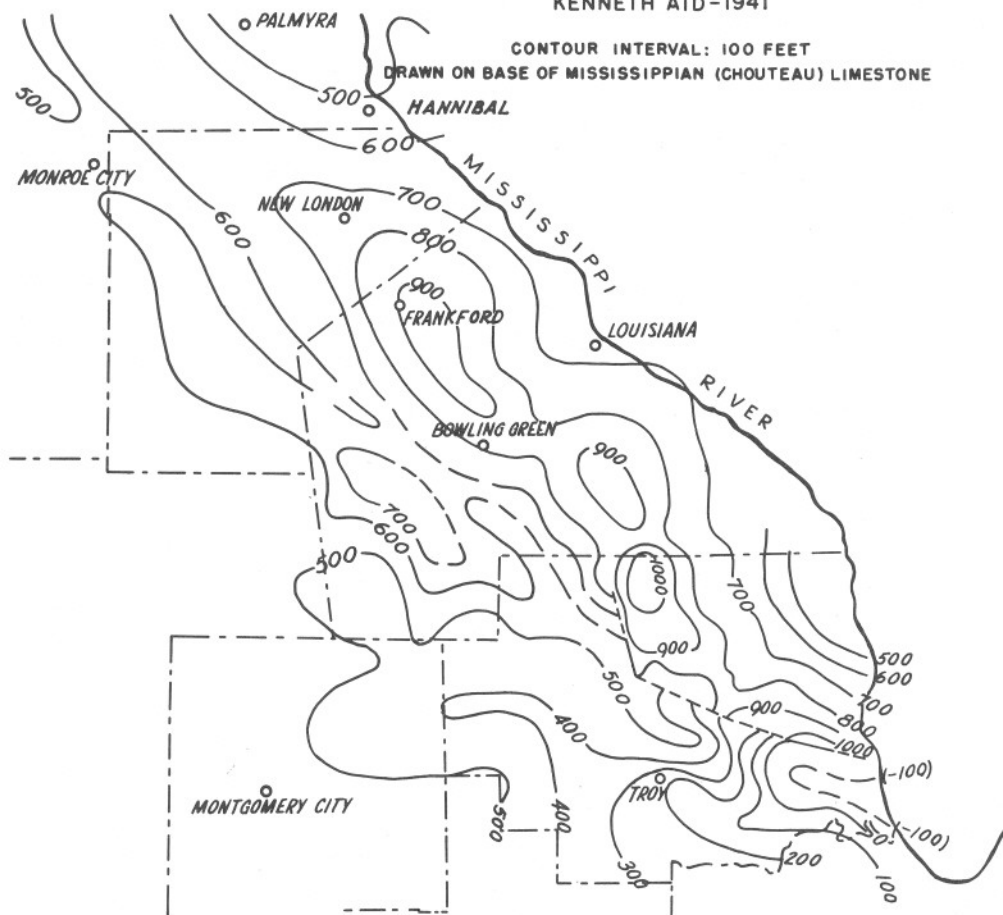 KENNETH AID-1941
CONTOUR INTERVAL: 100 FEET
DRAWN ON BASE OF MISSISSIPPIAN (CHOUTEAU) LIMESTONE
PALMYRA
500
500
HANNIBAL
600
MONROE CITY
MISSISSIPPI
700
NEW LONDON
600
800
900
FRANKFORD
LOUISIANA
RIVER
BOWLING GREEN
900
700
600
500
1000
700
900
500
600
500
700
900
800
400
1000
(-100)
TROY
MONTGOMERY CITY
500
400
(-100)
50
300
200
100